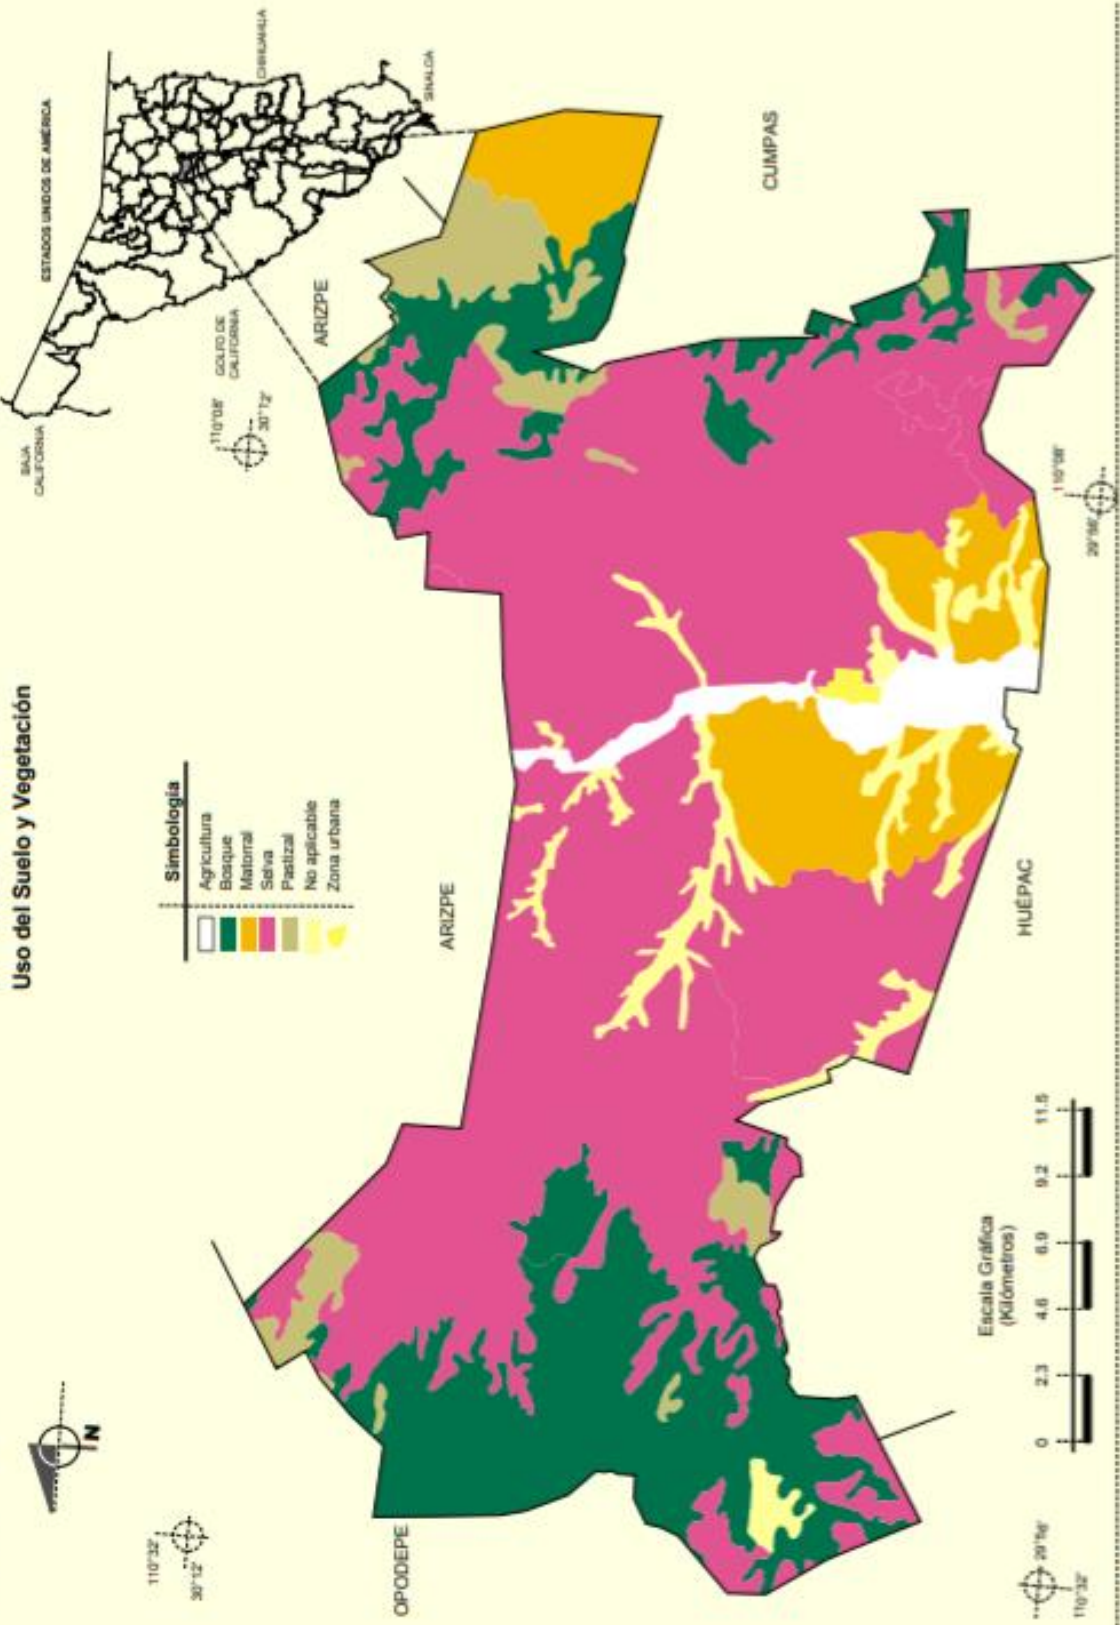 Uso del Suelo y Vegetación
Simbología
Agricultura
Bosque
Matorral
Selva
Pastizal
No aplicable
Zona urbana
N
110°32'
30°12'
110°08'
30°12'
BAJA
CALIFORNIA
ESTADOS UNIDOS DE AMÉRICA
GOLFO DE
CALIFORNIA
CHIHUAHUA
SINALOA
OPODEPE
ARIZPE
ARIZPE
CUMPAS
HUÉPAC
Escala Gráfica
(Kilómetros)
0 2.3 4.6 6.9 9.2 11.5
29°56'
110°32'
110°08'
29°56'